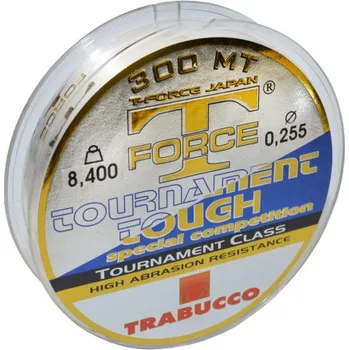 300 MT
T-FORCE JAPAN
T FORCE ®
8,400
Ø 0,255
TOURNAMENT
TOUGH
special competition
TOURNAMENT CLASS
HIGH ABRASION RESISTANCE
TRABUCCO